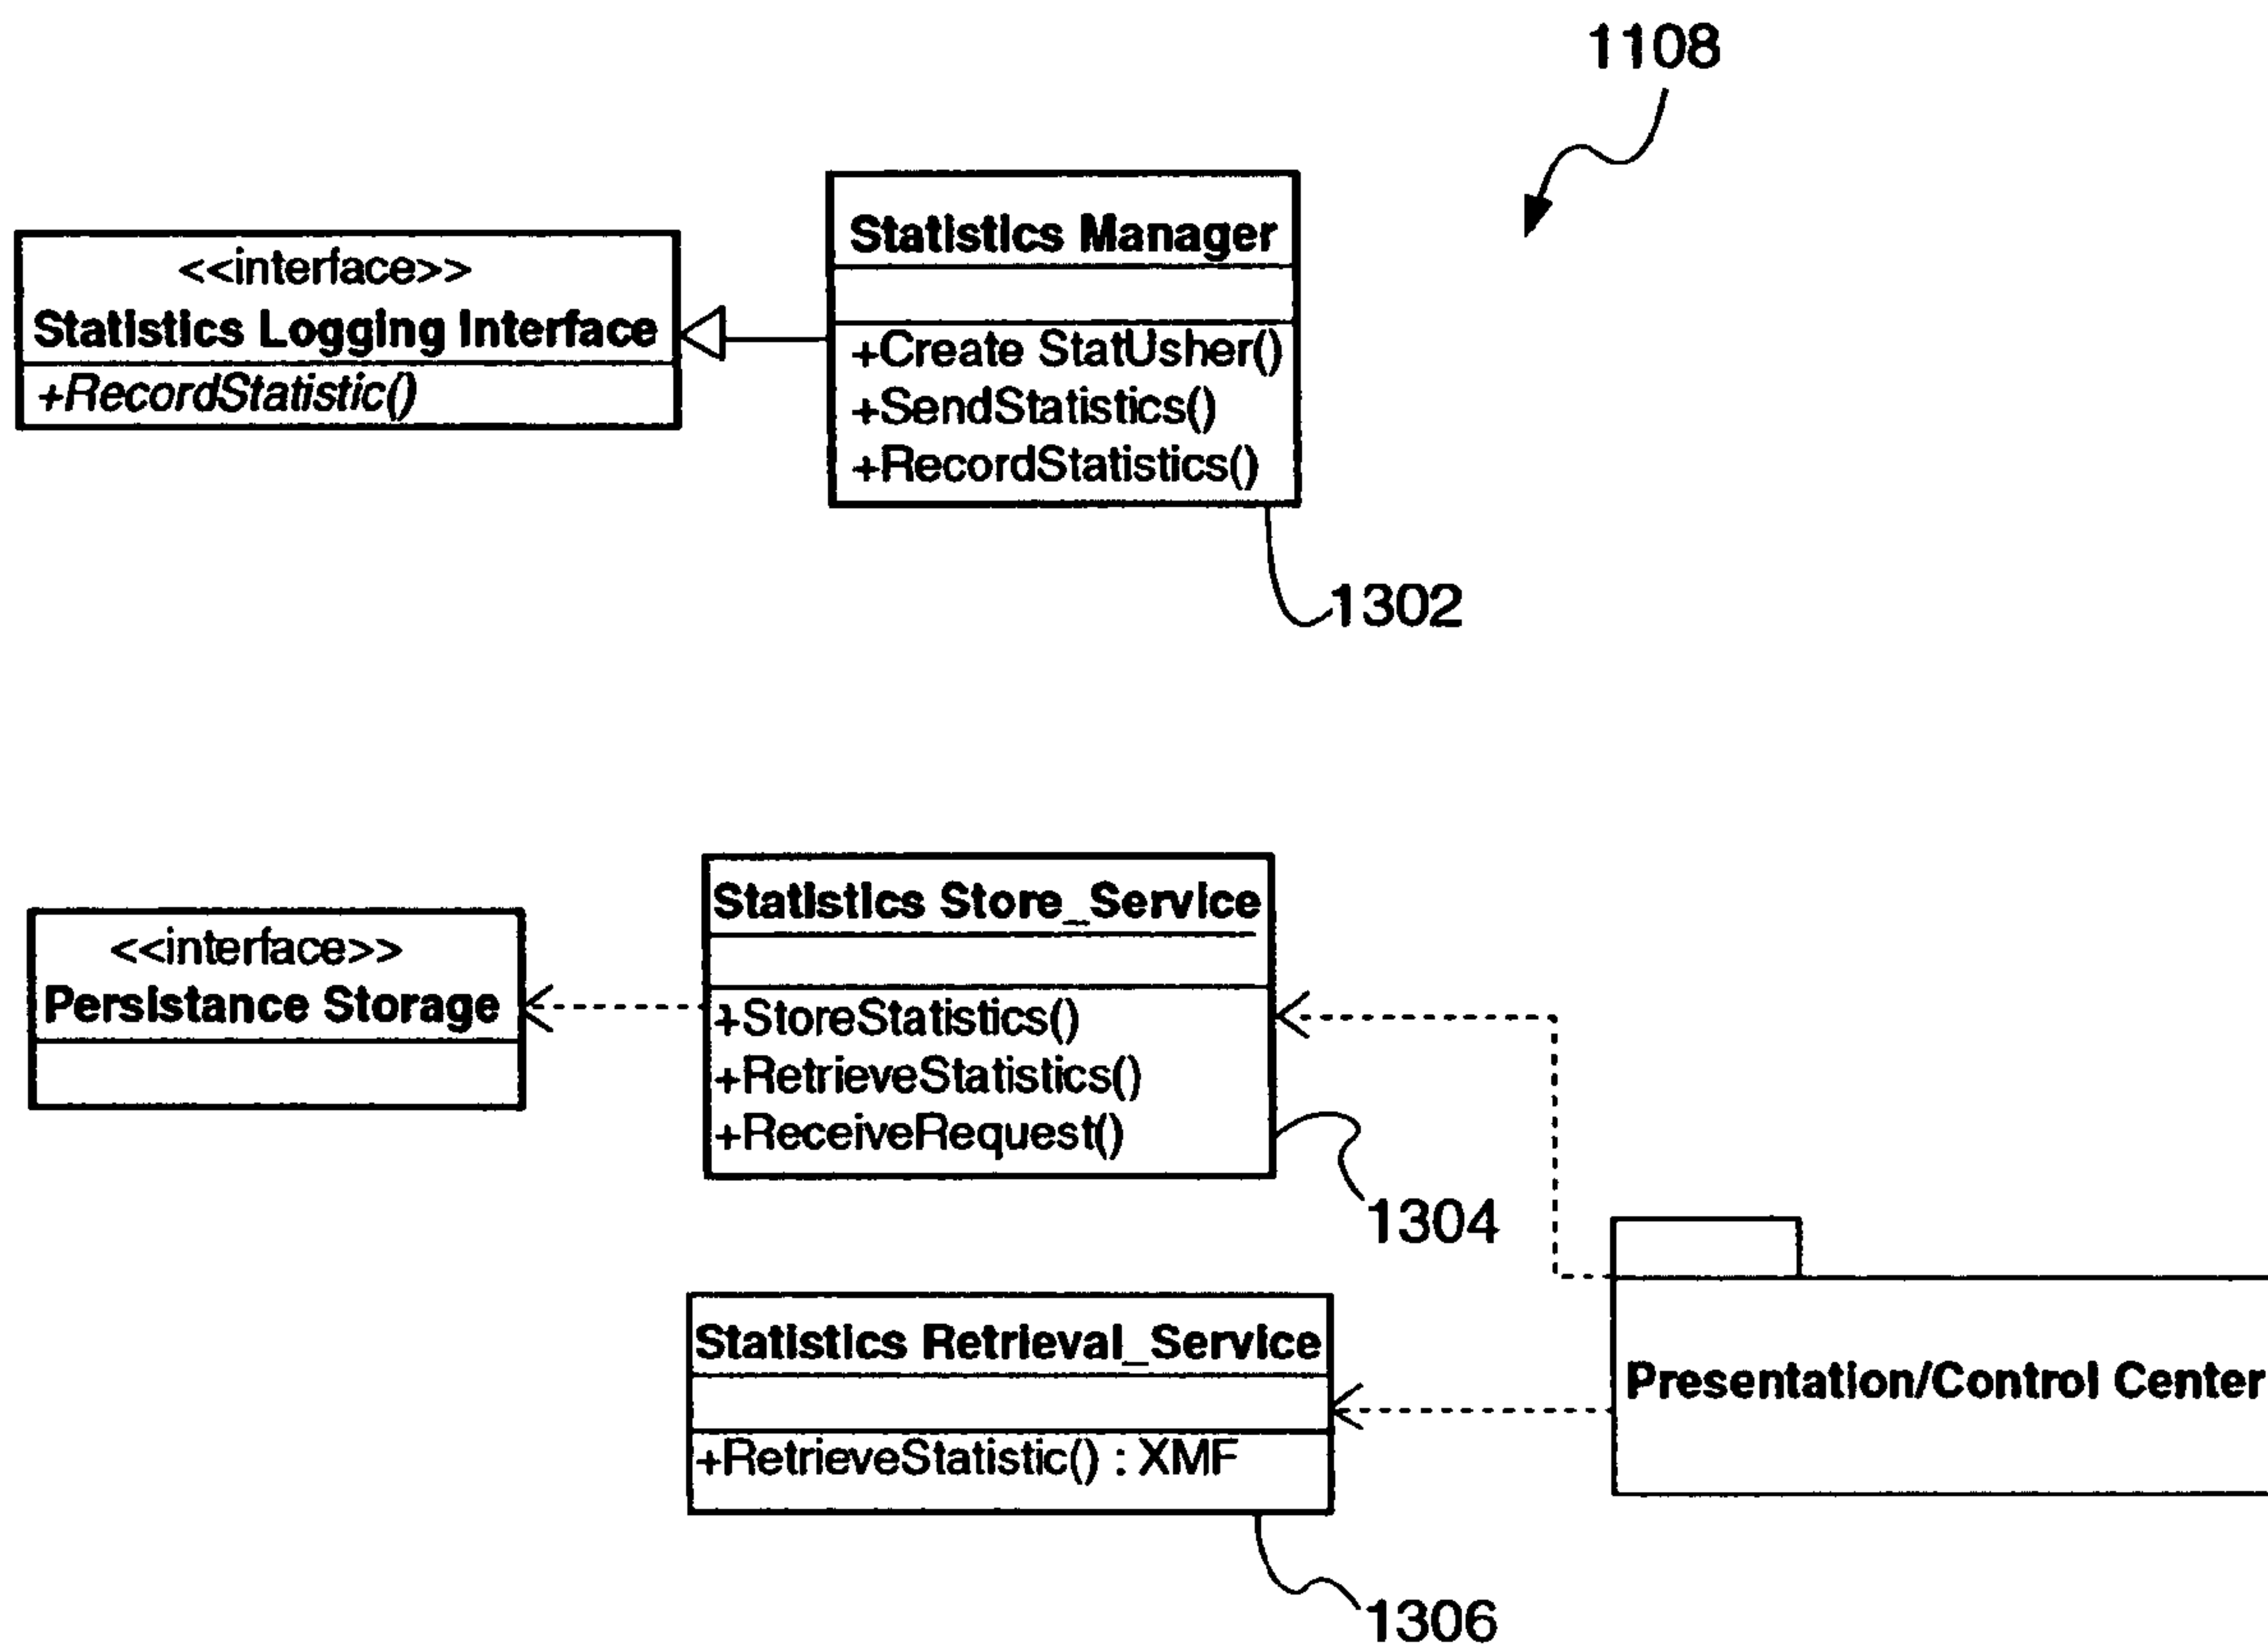 1108
<<interface>>
Statistics Logging Interface
+RecordStatistic()
Statistics Manager
+Create StatUsher()
+SendStatistics()
+RecordStatistics()
1302
<<interface>>
Persistance Storage
Statistics Store_Service
+StoreStatistics()
+RetrieveStatistics()
+ReceiveRequest()
1304
Statistics Retrieval_Service
+RetrieveStatistic() : XMF
1306
Presentation/Control Center